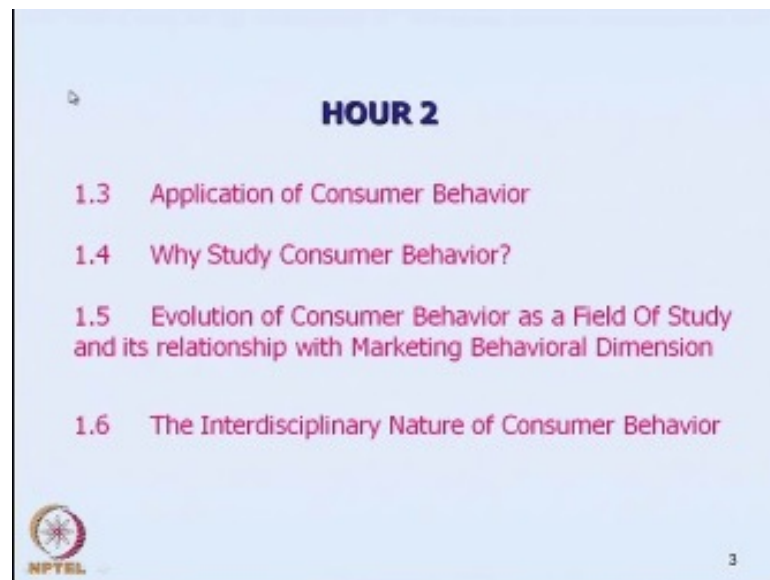 HOUR 2
1.3 Application of Consumer Behavior
1.4 Why Study Consumer Behavior?
1.5 Evolution of Consumer Behavior as a Field Of Study
and its relationship with Marketing Behavioral Dimension
1.6 The Interdisciplinary Nature of Consumer Behavior
NPTEL
3